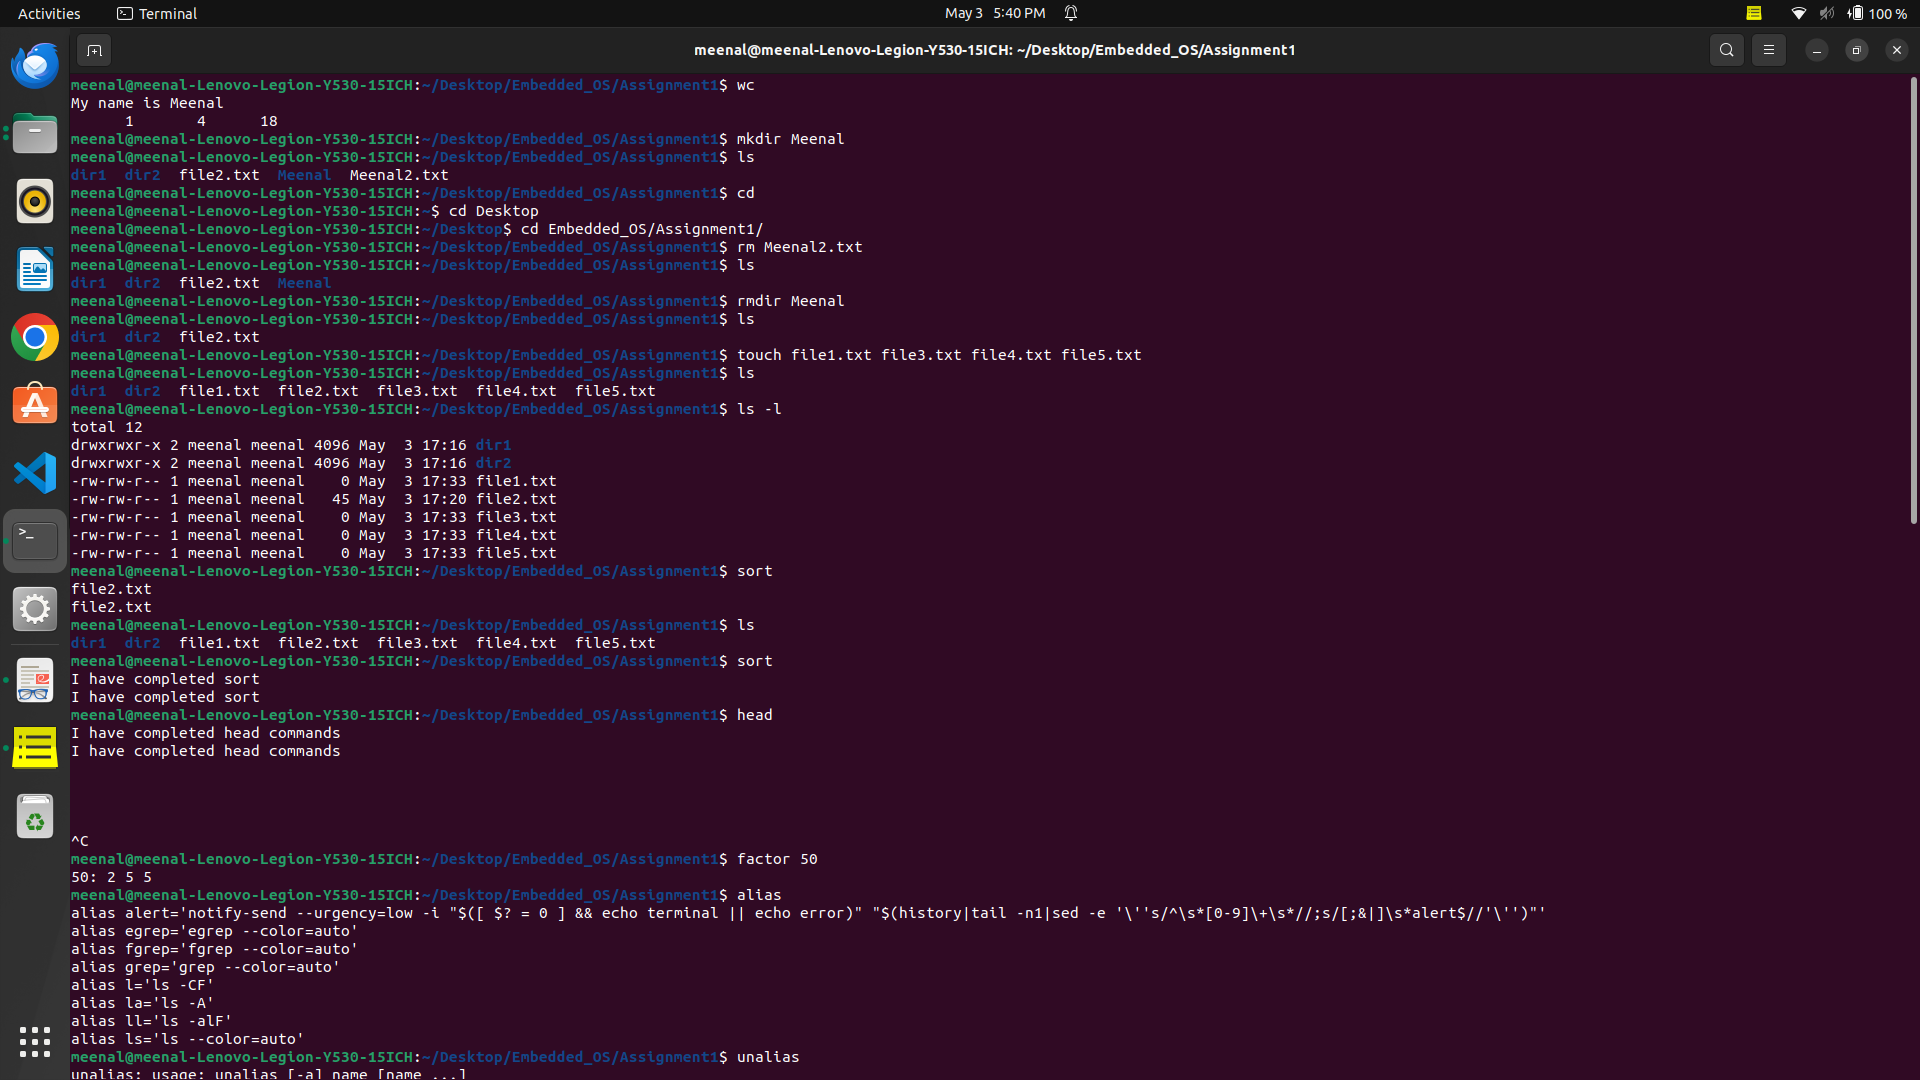 Activities Terminal May 3 5:40 PM 100 %
meenal@meenal-Lenovo-Legion-Y530-15ICH: ~/Desktop/Embedded_OS/Assignment1
meenal@meenal-Lenovo-Legion-Y530-15ICH:~/Desktop/Embedded_OS/Assignment1$ wc
My name is Meenal
      1       4      18
meenal@meenal-Lenovo-Legion-Y530-15ICH:~/Desktop/Embedded_OS/Assignment1$ mkdir Meenal
meenal@meenal-Lenovo-Legion-Y530-15ICH:~/Desktop/Embedded_OS/Assignment1$ ls
dir1  dir2  file2.txt  Meenal  Meenal2.txt
meenal@meenal-Lenovo-Legion-Y530-15ICH:~/Desktop/Embedded_OS/Assignment1$ cd
meenal@meenal-Lenovo-Legion-Y530-15ICH:~$ cd Desktop
meenal@meenal-Lenovo-Legion-Y530-15ICH:~/Desktop$ cd Embedded_OS/Assignment1/
meenal@meenal-Lenovo-Legion-Y530-15ICH:~/Desktop/Embedded_OS/Assignment1$ rm Meenal2.txt
meenal@meenal-Lenovo-Legion-Y530-15ICH:~/Desktop/Embedded_OS/Assignment1$ ls
dir1  dir2  file2.txt  Meenal
meenal@meenal-Lenovo-Legion-Y530-15ICH:~/Desktop/Embedded_OS/Assignment1$ rmdir Meenal
meenal@meenal-Lenovo-Legion-Y530-15ICH:~/Desktop/Embedded_OS/Assignment1$ ls
dir1  dir2  file2.txt
meenal@meenal-Lenovo-Legion-Y530-15ICH:~/Desktop/Embedded_OS/Assignment1$ touch file1.txt file3.txt file4.txt file5.txt
meenal@meenal-Lenovo-Legion-Y530-15ICH:~/Desktop/Embedded_OS/Assignment1$ ls
dir1  dir2  file1.txt  file2.txt  file3.txt  file4.txt  file5.txt
meenal@meenal-Lenovo-Legion-Y530-15ICH:~/Desktop/Embedded_OS/Assignment1$ ls -l
total 12
drwxrwxr-x 2 meenal meenal 4096 May  3 17:16 dir1
drwxrwxr-x 2 meenal meenal 4096 May  3 17:16 dir2
-rw-rw-r-- 1 meenal meenal    0 May  3 17:33 file1.txt
-rw-rw-r-- 1 meenal meenal   45 May  3 17:20 file2.txt
-rw-rw-r-- 1 meenal meenal    0 May  3 17:33 file3.txt
-rw-rw-r-- 1 meenal meenal    0 May  3 17:33 file4.txt
-rw-rw-r-- 1 meenal meenal    0 May  3 17:33 file5.txt
meenal@meenal-Lenovo-Legion-Y530-15ICH:~/Desktop/Embedded_OS/Assignment1$ sort
file2.txt
file2.txt
meenal@meenal-Lenovo-Legion-Y530-15ICH:~/Desktop/Embedded_OS/Assignment1$ ls
dir1  dir2  file1.txt  file2.txt  file3.txt  file4.txt  file5.txt
meenal@meenal-Lenovo-Legion-Y530-15ICH:~/Desktop/Embedded_OS/Assignment1$ sort
I have completed sort
I have completed sort
meenal@meenal-Lenovo-Legion-Y530-15ICH:~/Desktop/Embedded_OS/Assignment1$ head
I have completed head commands
I have completed head commands
^C
meenal@meenal-Lenovo-Legion-Y530-15ICH:~/Desktop/Embedded_OS/Assignment1$ factor 50
50: 2 5 5
meenal@meenal-Lenovo-Legion-Y530-15ICH:~/Desktop/Embedded_OS/Assignment1$ alias
alias alert='notify-send --urgency=low -i "$([ $? = 0 ] && echo terminal || echo error)" "$(history|tail -n1|sed -e '\''s/^\s*[0-9]\+\s*//;s/[;&|]\s*alert$//'\'')"'
alias egrep='egrep --color=auto'
alias fgrep='fgrep --color=auto'
alias grep='grep --color=auto'
alias l='ls -CF'
alias la='ls -A'
alias ll='ls -alF'
alias ls='ls --color=auto'
meenal@meenal-Lenovo-Legion-Y530-15ICH:~/Desktop/Embedded_OS/Assignment1$ unalias
unalias: usage: unalias [-a] name [name ...]